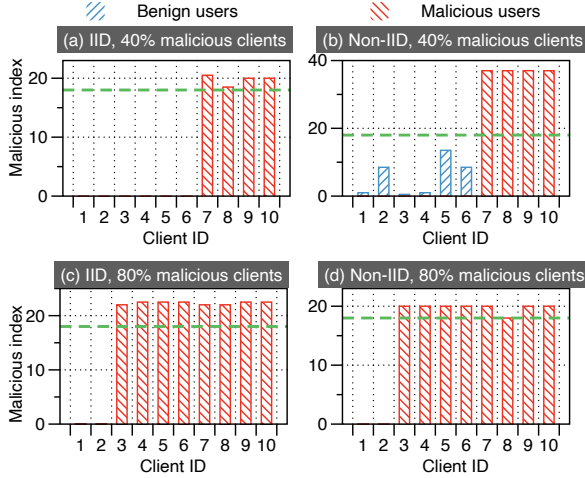 Benign users Malicious users
(a) IID, 40% malicious clients
Malicious index
20
10
0
1 2 3 4 5 6 7 8 9 10
Client ID
(b) Non-IID, 40% malicious clients
40
20
0
1 2 3 4 5 6 7 8 9 10
Client ID
(c) IID, 80% malicious clients
Malicious index
20
10
0
1 2 3 4 5 6 7 8 9 10
Client ID
(d) Non-IID, 80% malicious clients
20
10
0
1 2 3 4 5 6 7 8 9 10
Client ID